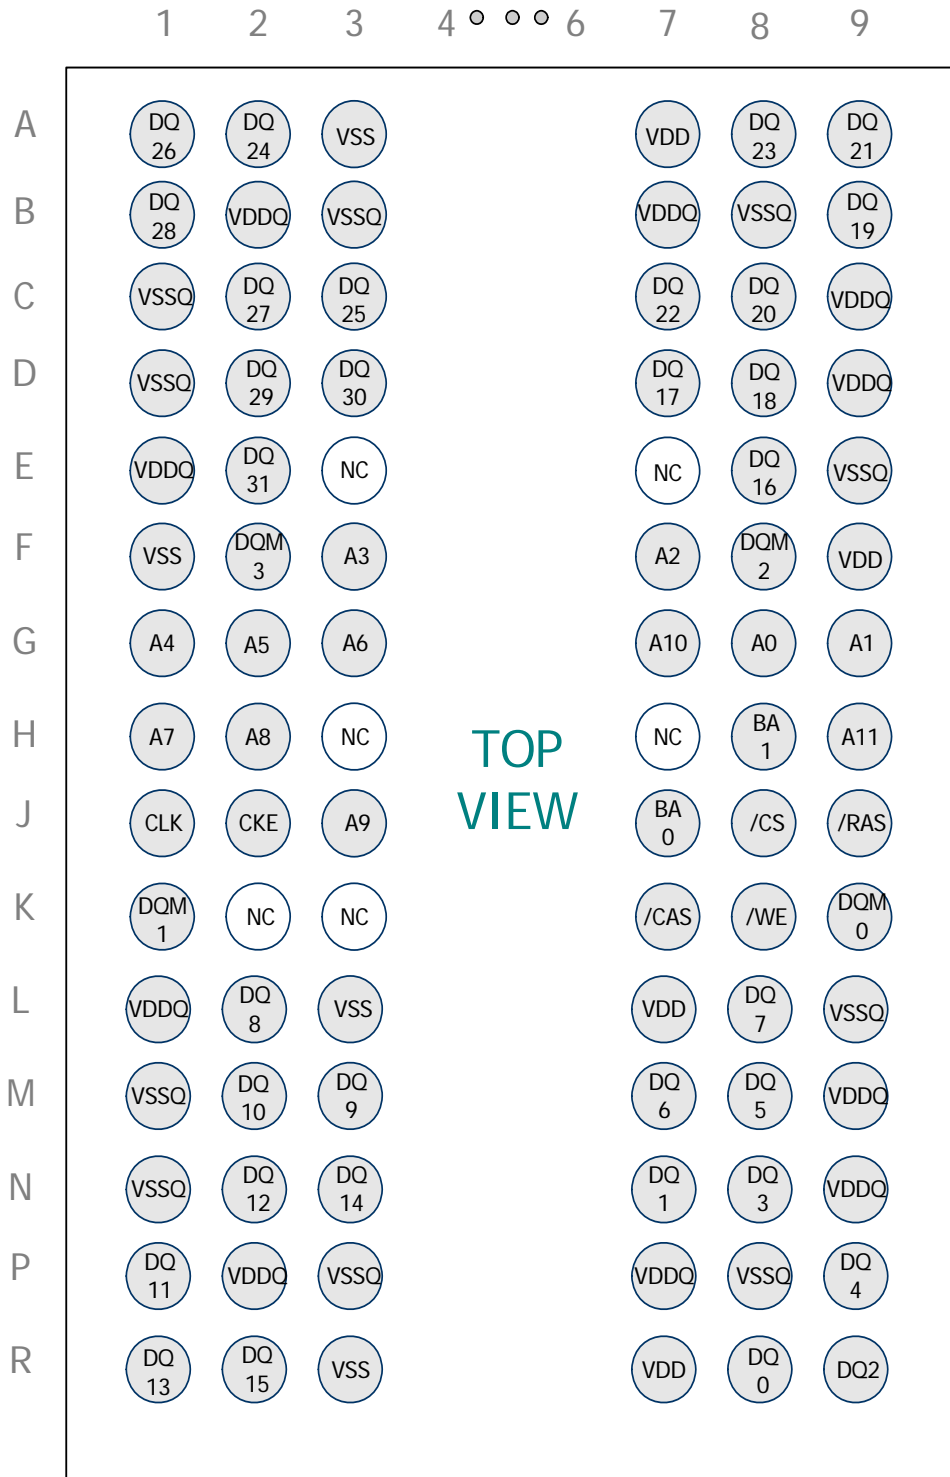 1 2 3 4 6 7 8 9
A DQ 26 DQ 24 VSS VDD DQ 23 DQ 21
B DQ 28 VDDQ VSSQ VDDQ VSSQ DQ 19
C VSSQ DQ 27 DQ 25 DQ 22 DQ 20 VDDQ
D VSSQ DQ 29 DQ 30 DQ 17 DQ 18 VDDQ
E VDDQ DQ 31 NC NC DQ 16 VSSQ
F VSS DQM 3 A3 A2 DQM 2 VDD
G A4 A5 A6 A10 A0 A1
H A7 A8 NC NC BA 1 A11
TOP
VIEW
J CLK CKE A9 BA 0 /CS /RAS
K DQM 1 NC NC /CAS /WE DQM 0
L VDDQ DQ 8 VSS VDD DQ 7 VSSQ
M VSSQ DQ 10 DQ 9 DQ 6 DQ 5 VDDQ
N VSSQ DQ 12 DQ 14 DQ 1 DQ 3 VDDQ
P DQ 11 VDDQ VSSQ VDDQ VSSQ DQ 4
R DQ 13 DQ 15 VSS VDD DQ 0 DQ2